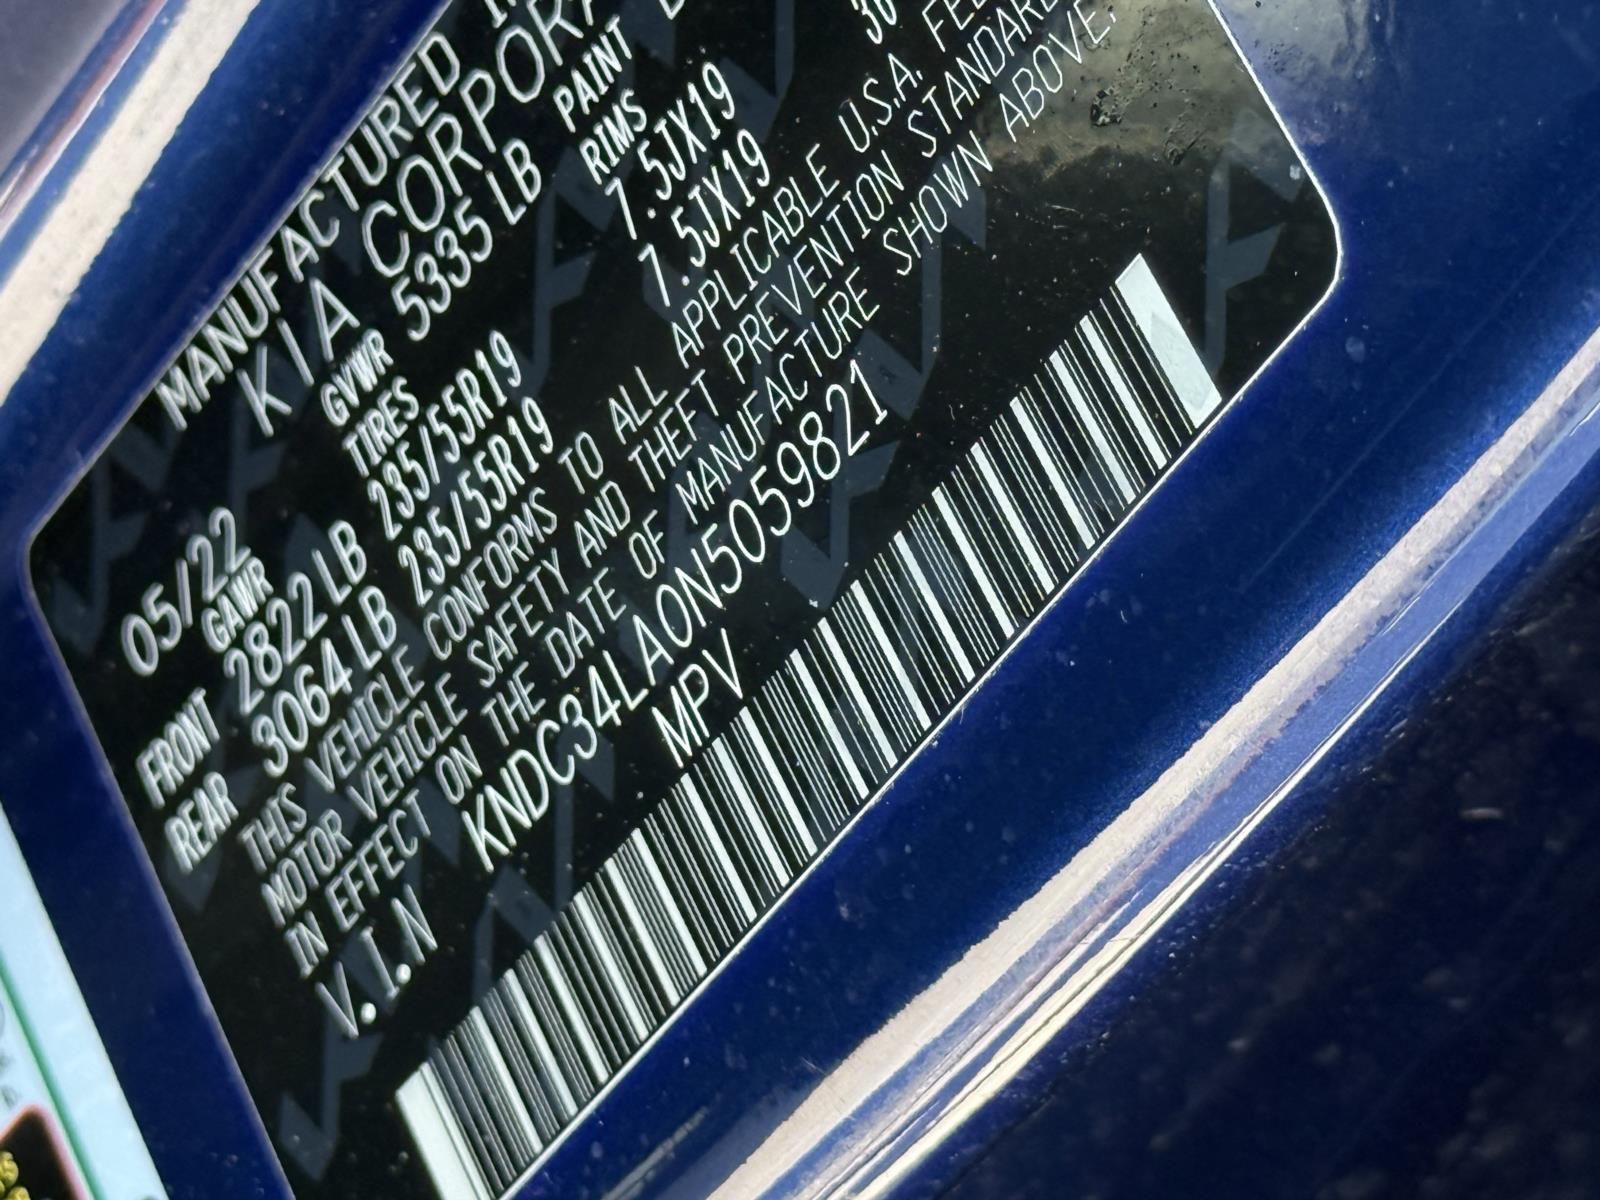 MANUFACTURED
KIA CORPORA
05/22 GVWR 5335 LB PAINT
GAWR TIRES RIMS
FRONT 2822 LB 235/55R19 7.5JX19
REAR 3064 LB 235/55R19 7.5JX19
THIS VEHICLE CONFORMS TO ALL APPLICABLE U.S.A. FE
MOTOR VEHICLE SAFETY AND THEFT PREVENTION STANDARD
IN EFFECT ON THE DATE OF MANUFACTURE SHOWN ABOVE.
V.I.N KNDC34LA0N5059821
MPV